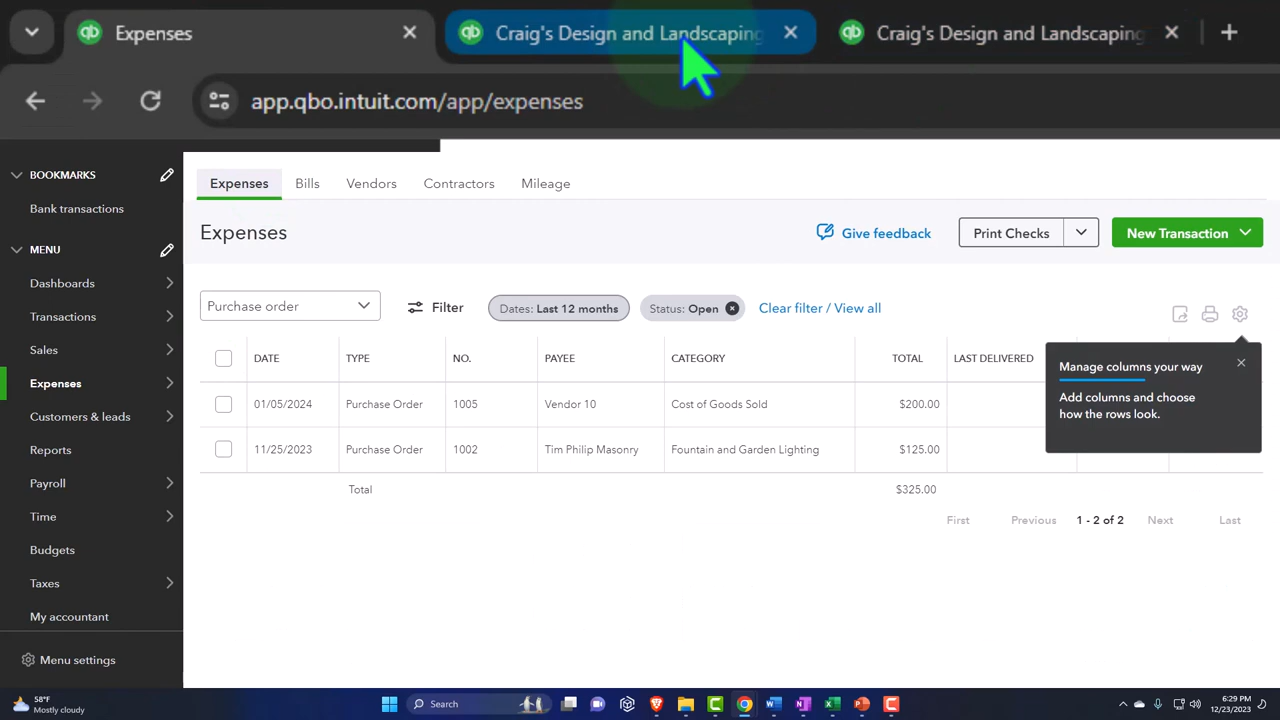 Expenses
Craig's Design and Landscaping
Craig's Design and Landscaping
app.qbo.intuit.com/app/expenses
BOOKMARKS
Bank transactions
MENU
Dashboards
Transactions
Sales
Expenses
Customers & leads
Reports
Payroll
Time
Budgets
Taxes
My accountant
Menu settings
Expenses Bills Vendors Contractors Mileage
Expenses
Give feedback
Print Checks
New Transaction
Purchase order
Filter
Dates: Last 12 months
Status: Open
Clear filter / View all
DATE TYPE NO. PAYEE CATEGORY TOTAL LAST DELIVERED
01/05/2024 Purchase Order 1005 Vendor 10 Cost of Goods Sold $200.00
11/25/2023 Purchase Order 1002 Tim Philip Masonry Fountain and Garden Lighting $125.00
Total $325.00
Manage columns your way
Add columns and choose
how the rows look.
First Previous 1 - 2 of 2 Next Last
58°F
Mostly cloudy
Search
6:29 PM
12/23/2023